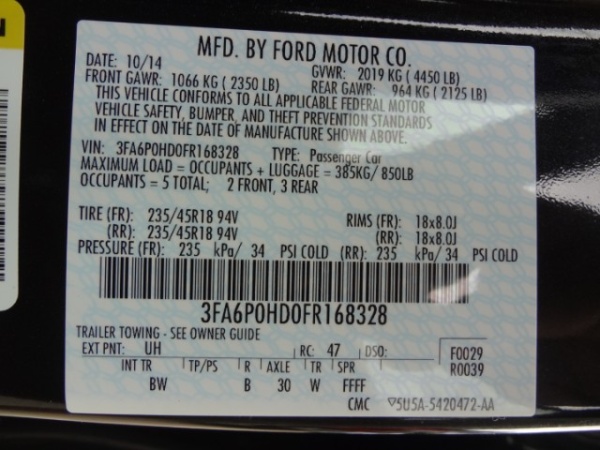 MFD. BY FORD MOTOR CO.
DATE: 10/14 GVWR: 2019 KG ( 4450 LB)
FRONT GAWR: 1066 KG ( 2350 LB) REAR GAWR: 964 KG ( 2125 LB)
THIS VEHICLE CONFORMS TO ALL APPLICABLE FEDERAL MOTOR
VEHICLE SAFETY, BUMPER, AND THEFT PREVENTION STANDARDS
IN EFFECT ON THE DATE OF MANUFACTURE SHOWN ABOVE.
VIN: 3FA6P0HD0FR168328 TYPE: Passenger Car
MAXIMUM LOAD = OCCUPANTS + LUGGAGE = 385KG/ 850LB
OCCUPANTS = 5 TOTAL; 2 FRONT, 3 REAR
TIRE (FR): 235/45R18 94V RIMS (FR): 18x8.0J
(RR): 235/45R18 94V (RR): 18x8.0J
PRESSURE (FR): 235 kPa/ 34 PSI COLD (RR): 235 kPa/ 34 PSI COLD
3FA6P0HD0FR168328
TRAILER TOWING - SEE OWNER GUIDE
EXT PNT: UH RC: 47 DSO: F0029
R0039
INT TR TP/PS R AXLE TR SPR
BW B 30 W FFFF
CMC ▽5U5A-5420472-AA